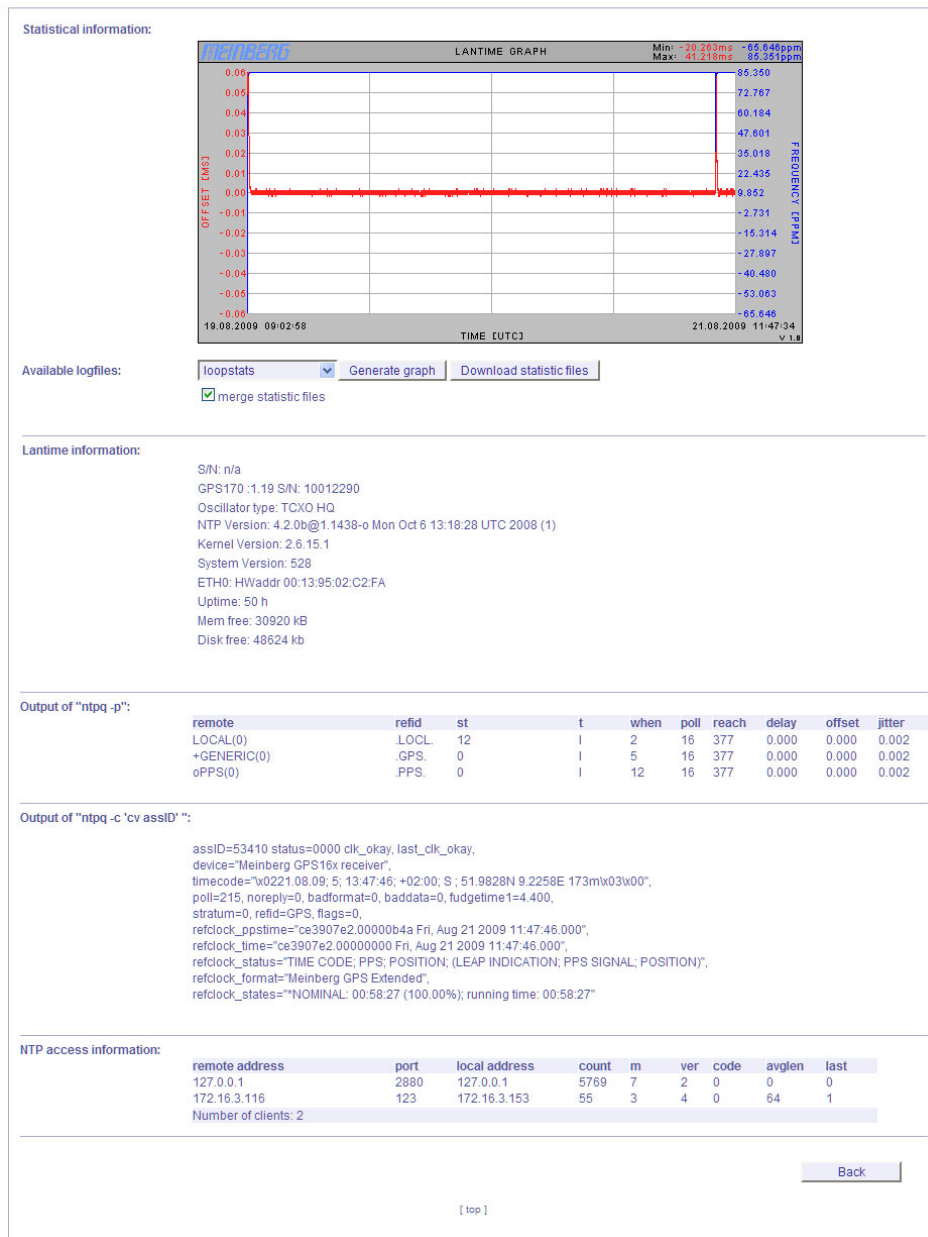 Statistical information:
MEINBERG LANTIME GRAPH Min: -20.263ms -65.646ppm
Max: 41.218ms 85.351ppm
0.06 85.350
0.05 72.767
0.04 60.184
0.03 47.601
0.02 35.018
0.01 22.435
0.00 9.852
-0.01 -2.731
-0.02 -15.314
-0.03 -27.897
-0.04 -40.480
-0.05 -53.063
-0.06 -65.646
OFFSET [MS]
FREQUENCY [PPM]
19.08.2009 09:02:58 21.08.2009 11:47:34
TIME [UTC] V 1.8
Available logfiles: loopstats Generate graph Download statistic files
merge statistic files
Lantime information:
S/N: n/a
GPS170 :1.19 S/N: 10012290
Oscillator type: TCXO HQ
NTP Version: 4.2.0b@1.1438-o Mon Oct 6 13:18:28 UTC 2008 (1)
Kernel Version: 2.6.15.1
System Version: 528
ETH0: HWaddr 00:13:95:02:C2:FA
Uptime: 50 h
Mem free: 30920 kB
Disk free: 48624 kb
Output of "ntpq -p":
remote refid st t when poll reach delay offset jitter
LOCAL(0) .LOCL. 12 l 2 16 377 0.000 0.000 0.002
+GENERIC(0) .GPS. 0 l 5 16 377 0.000 0.000 0.002
oPPS(0) .PPS. 0 l 12 16 377 0.000 0.000 0.002
Output of "ntpq -c 'cv assID' ":
assID=53410 status=0000 clk_okay, last_clk_okay,
device="Meinberg GPS16x receiver",
timecode="\x0221.08.09; 5; 13:47:46; +02:00; S ; 51.9828N 9.2258E 173m\x03\x00",
poll=215, noreply=0, badformat=0, baddata=0, fudgetime1=4.400,
stratum=0, refid=GPS, flags=0,
refclock_ppstime="ce3907e2.00000b4a Fri, Aug 21 2009 11:47:46.000",
refclock_time="ce3907e2.00000000 Fri, Aug 21 2009 11:47:46.000",
refclock_status="TIME CODE; PPS; POSITION; (LEAP INDICATION; PPS SIGNAL; POSITION)",
refclock_format="Meinberg GPS Extended",
refclock_states="*NOMINAL: 00:58:27 (100.00%); running time: 00:58:27"
NTP access information:
remote address port local address count m ver code avglen last
127.0.0.1 2880 127.0.0.1 5769 7 2 0 0 0
172.16.3.116 123 172.16.3.153 55 3 4 0 64 1
Number of clients: 2
Back
[ top ]